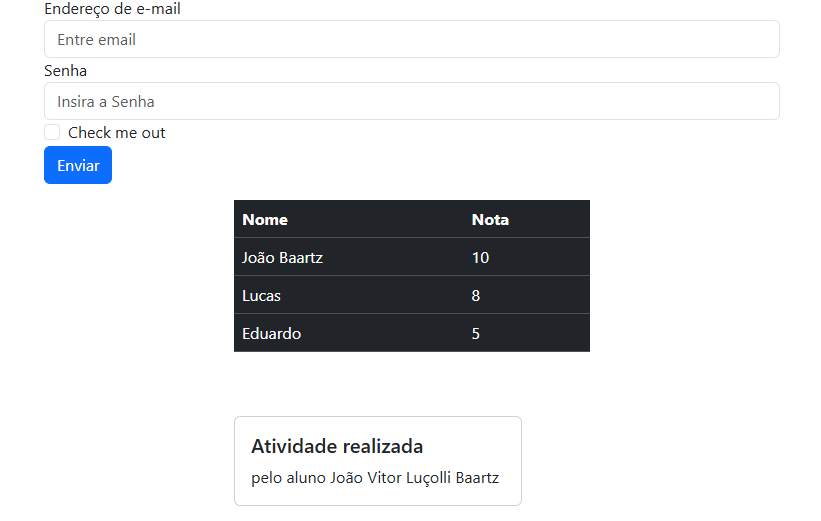 Endereço de e-mail
Entre email
Senha
Insira a Senha
Check me out
Enviar
Nome Nota
João Baartz 10
Lucas 8
Eduardo 5
Atividade realizada
pelo aluno João Vitor Luçolli Baartz